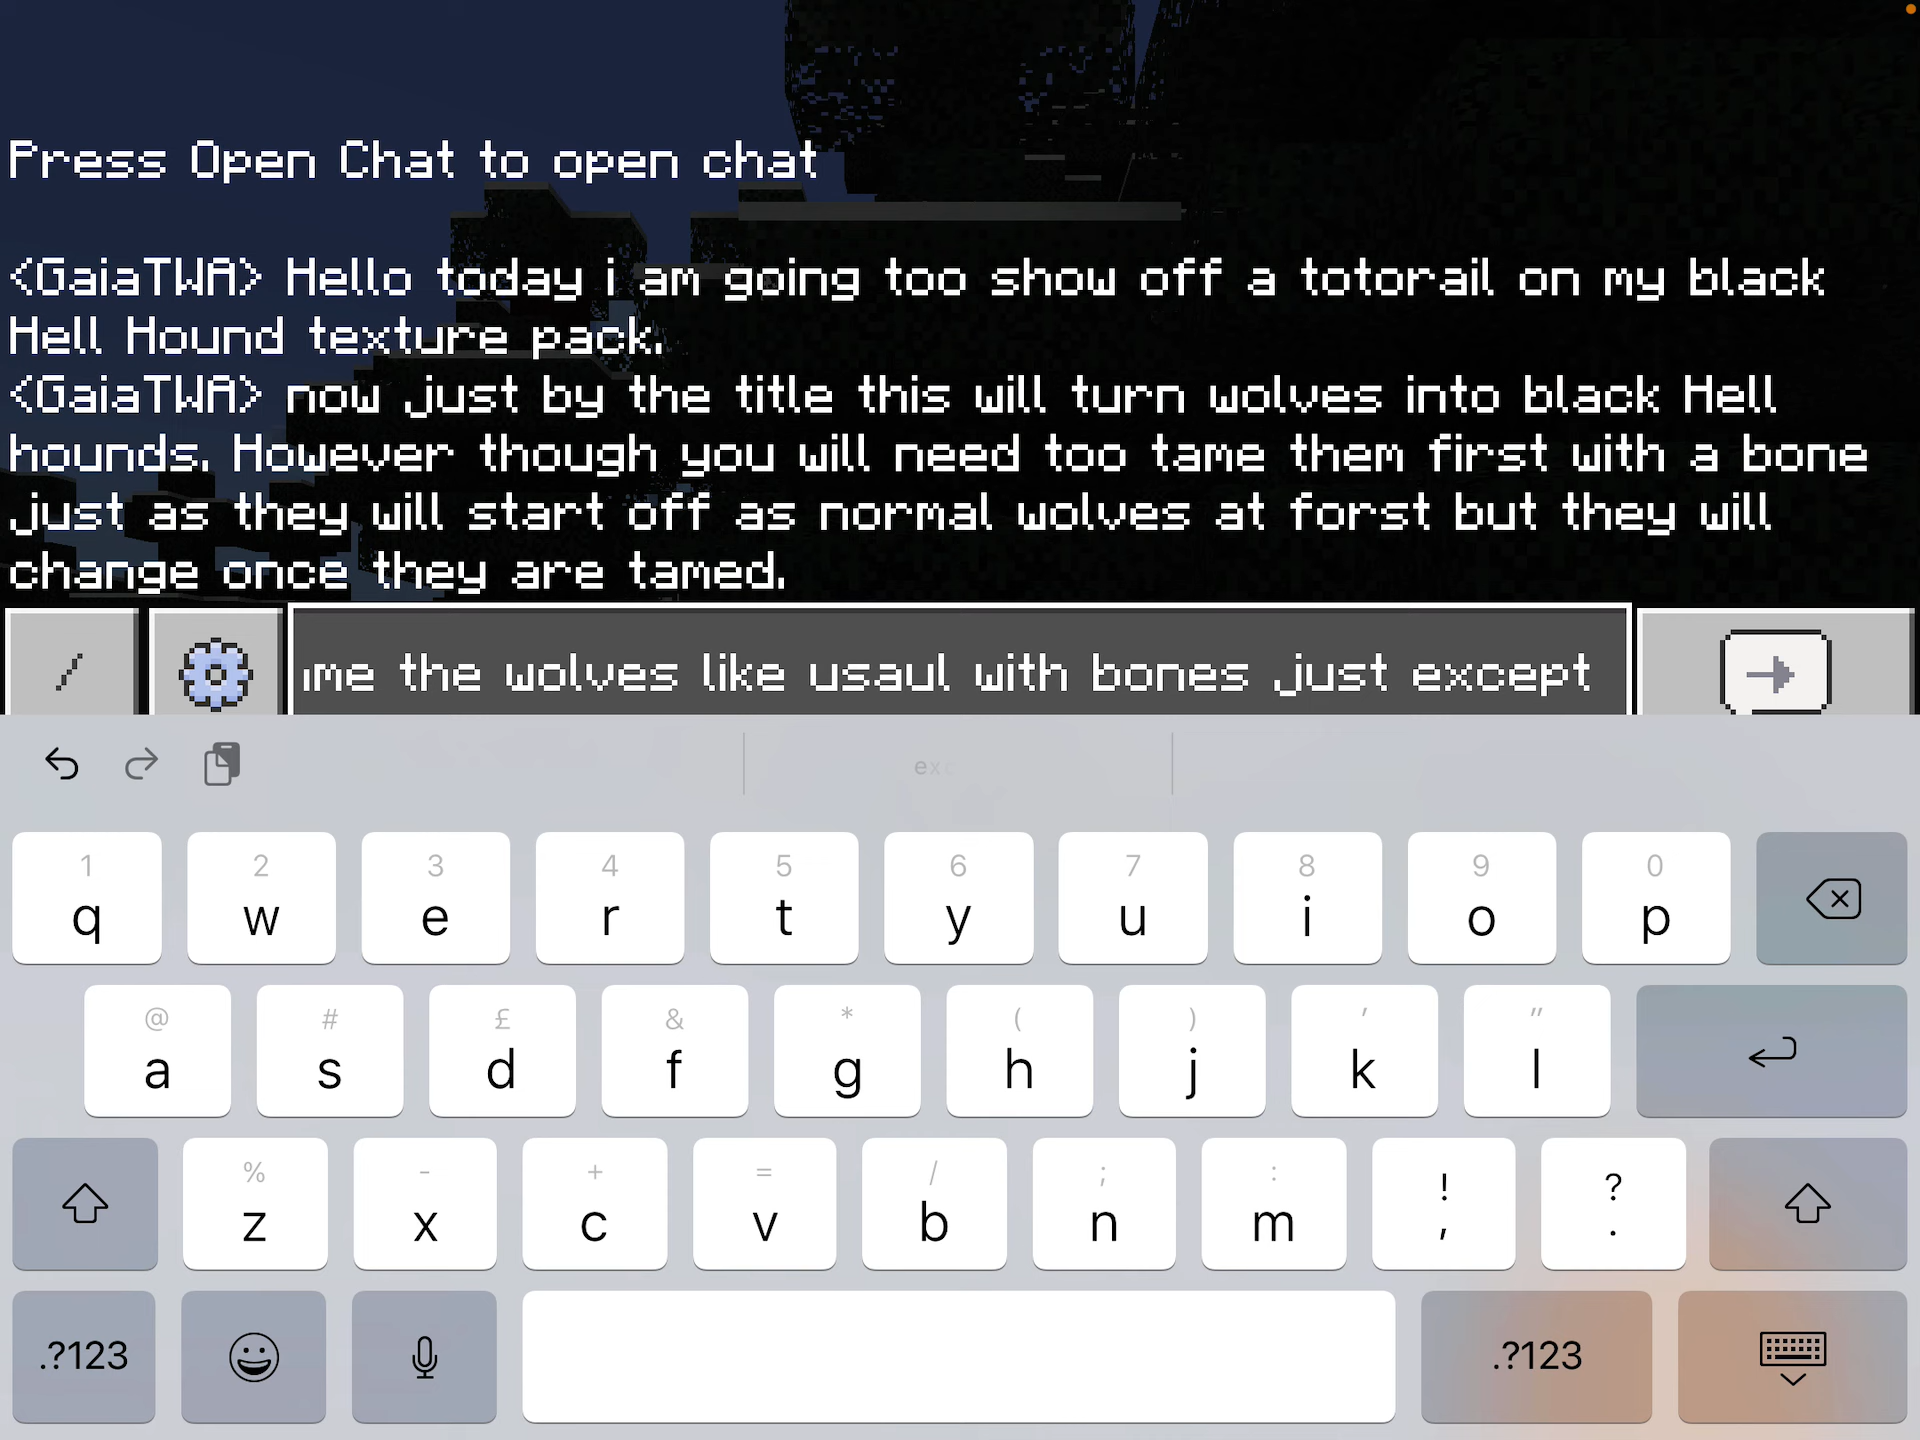 Press Open Chat to open chat
<GaiaTWA> Hello today i am going too show off a totorail on my black
Hell Hound texture pack.
<GaiaTWA> now just by the title this will turn wolves into black Hell
hounds. However though you will need too tame them first with a bone
just as they will start off as normal wolves at forst but they will
change once they are tamed.
/ me the wolves like usaul with bones just except
exc
1 2 3 4 5 6 7 8 9 0
q w e r t y u i o p
@ # £ & * ( ) ' "
a s d f g h j k l
% - + = / ; : ! ?
z x c v b n m , .
.?123 .?123